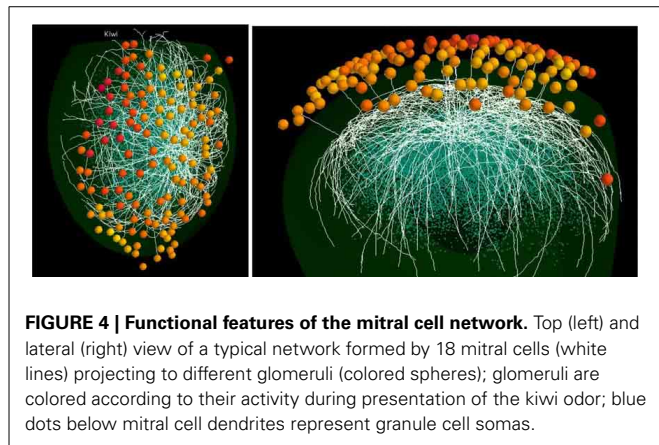 Kiwi
FIGURE 4 | Functional features of the mitral cell network. Top (left) and
lateral (right) view of a typical network formed by 18 mitral cells (white
lines) projecting to different glomeruli (colored spheres); glomeruli are
colored according to their activity during presentation of the kiwi odor; blue
dots below mitral cell dendrites represent granule cell somas.